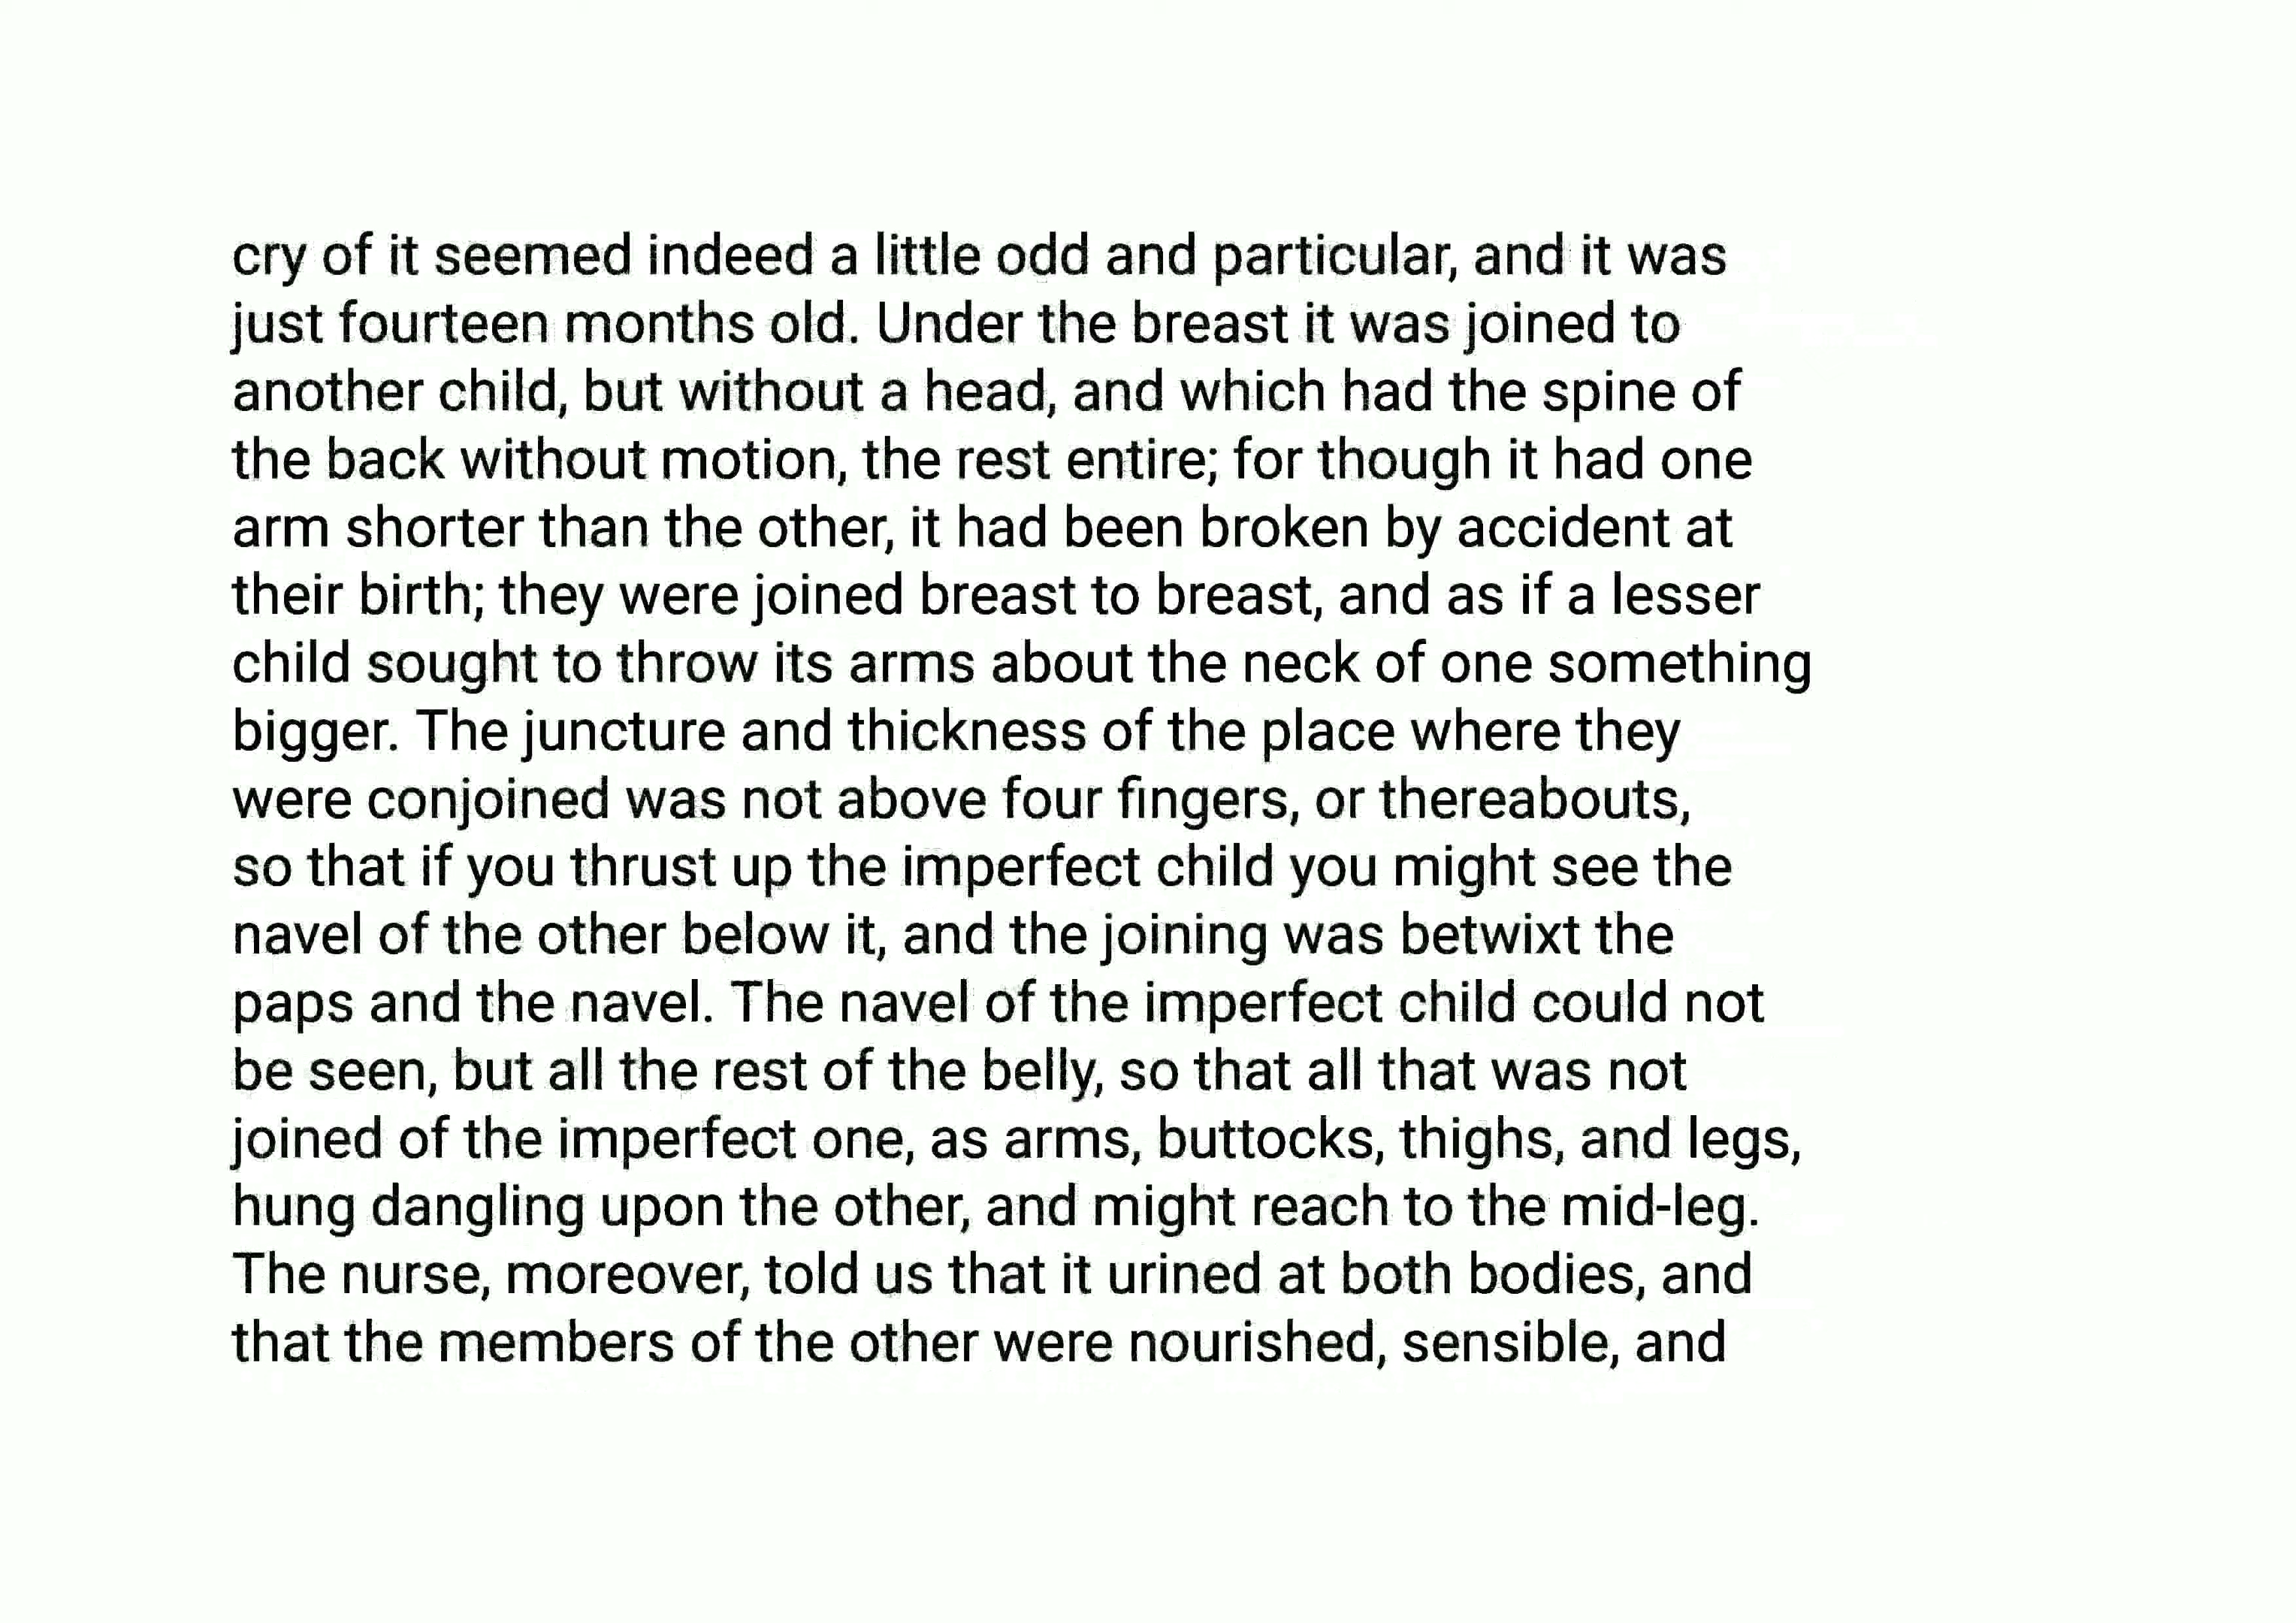 cry of it seemed indeed a little odd and particular, and it was
just fourteen months old. Under the breast it was joined to
another child, but without a head, and which had the spine of
the back without motion, the rest entire; for though it had one
arm shorter than the other, it had been broken by accident at
their birth; they were joined breast to breast, and as if a lesser
child sought to throw its arms about the neck of one something
bigger. The juncture and thickness of the place where they
were conjoined was not above four fingers, or thereabouts,
so that if you thrust up the imperfect child you might see the
navel of the other below it, and the joining was betwixt the
paps and the navel. The navel of the imperfect child could not
be seen, but all the rest of the belly, so that all that was not
joined of the imperfect one, as arms, buttocks, thighs, and legs,
hung dangling upon the other, and might reach to the mid-leg.
The nurse, moreover, told us that it urined at both bodies, and
that the members of the other were nourished, sensible, and